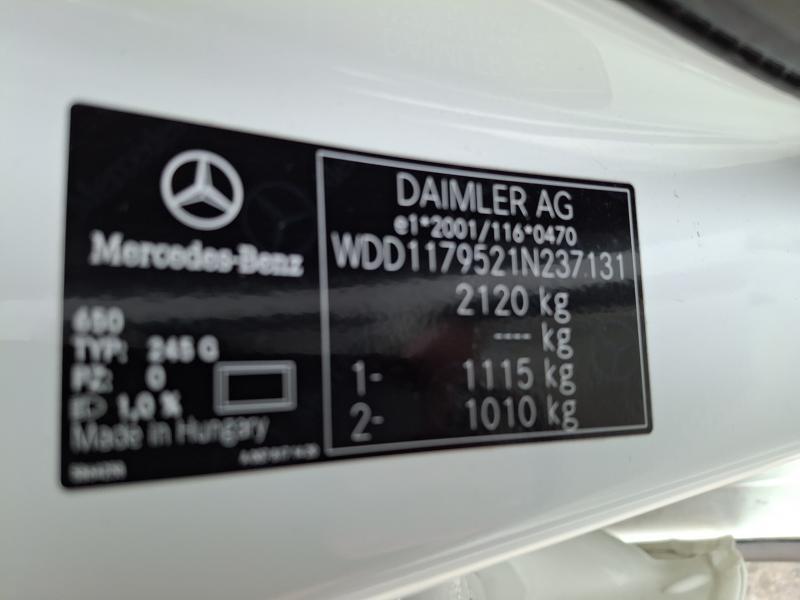 Mercedes-Benz
650
TYP: 245 G
PZ: 0
1,0 %
Made in Hungary
DAIMLER AG
e1*2001/116*0470
WDD1179521N237131
2120 kg
---- kg
1- 1115 kg
2- 1010 kg